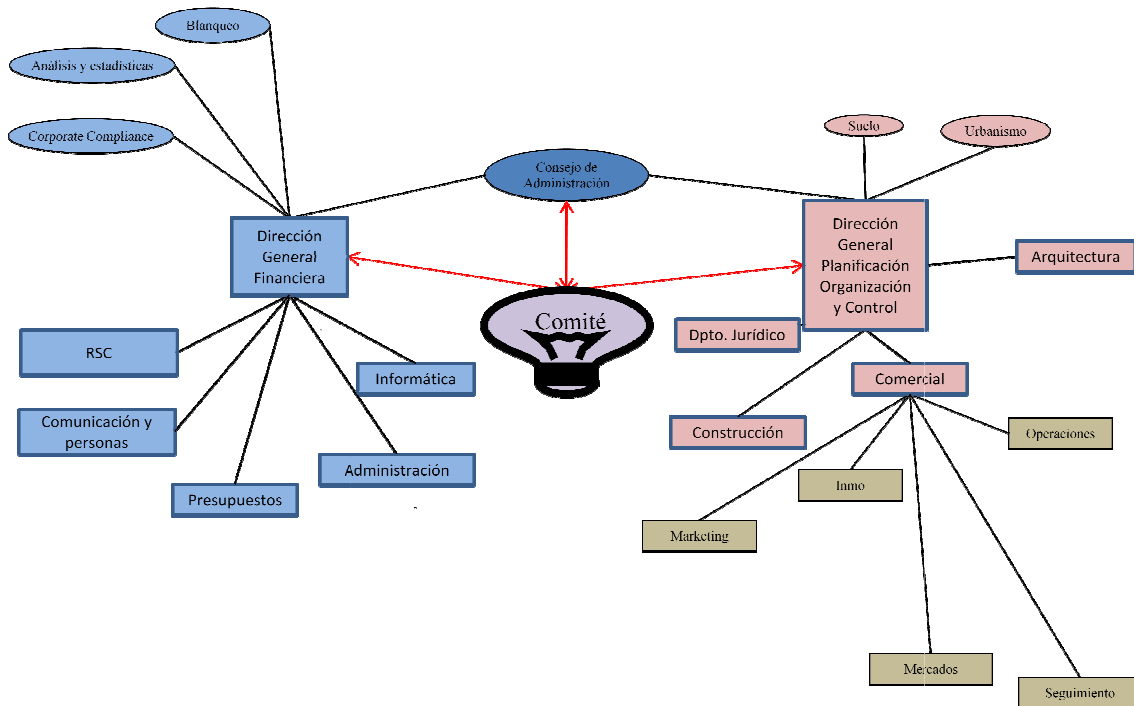 Blanqueo
Análisis y estadísticas
Corporate Compliance
Suelo
Urbanismo
Consejo de
Administración
Dirección
General
Financiera
Dirección
General
Planificación
Organización
y Control
Arquitectura
Comité
Dpto. Jurídico
RSC
Informática
Comercial
Comunicación y
personas
Construcción
Operaciones
Administración
Inmo
Presupuestos
Marketing
Mercados
Seguimiento